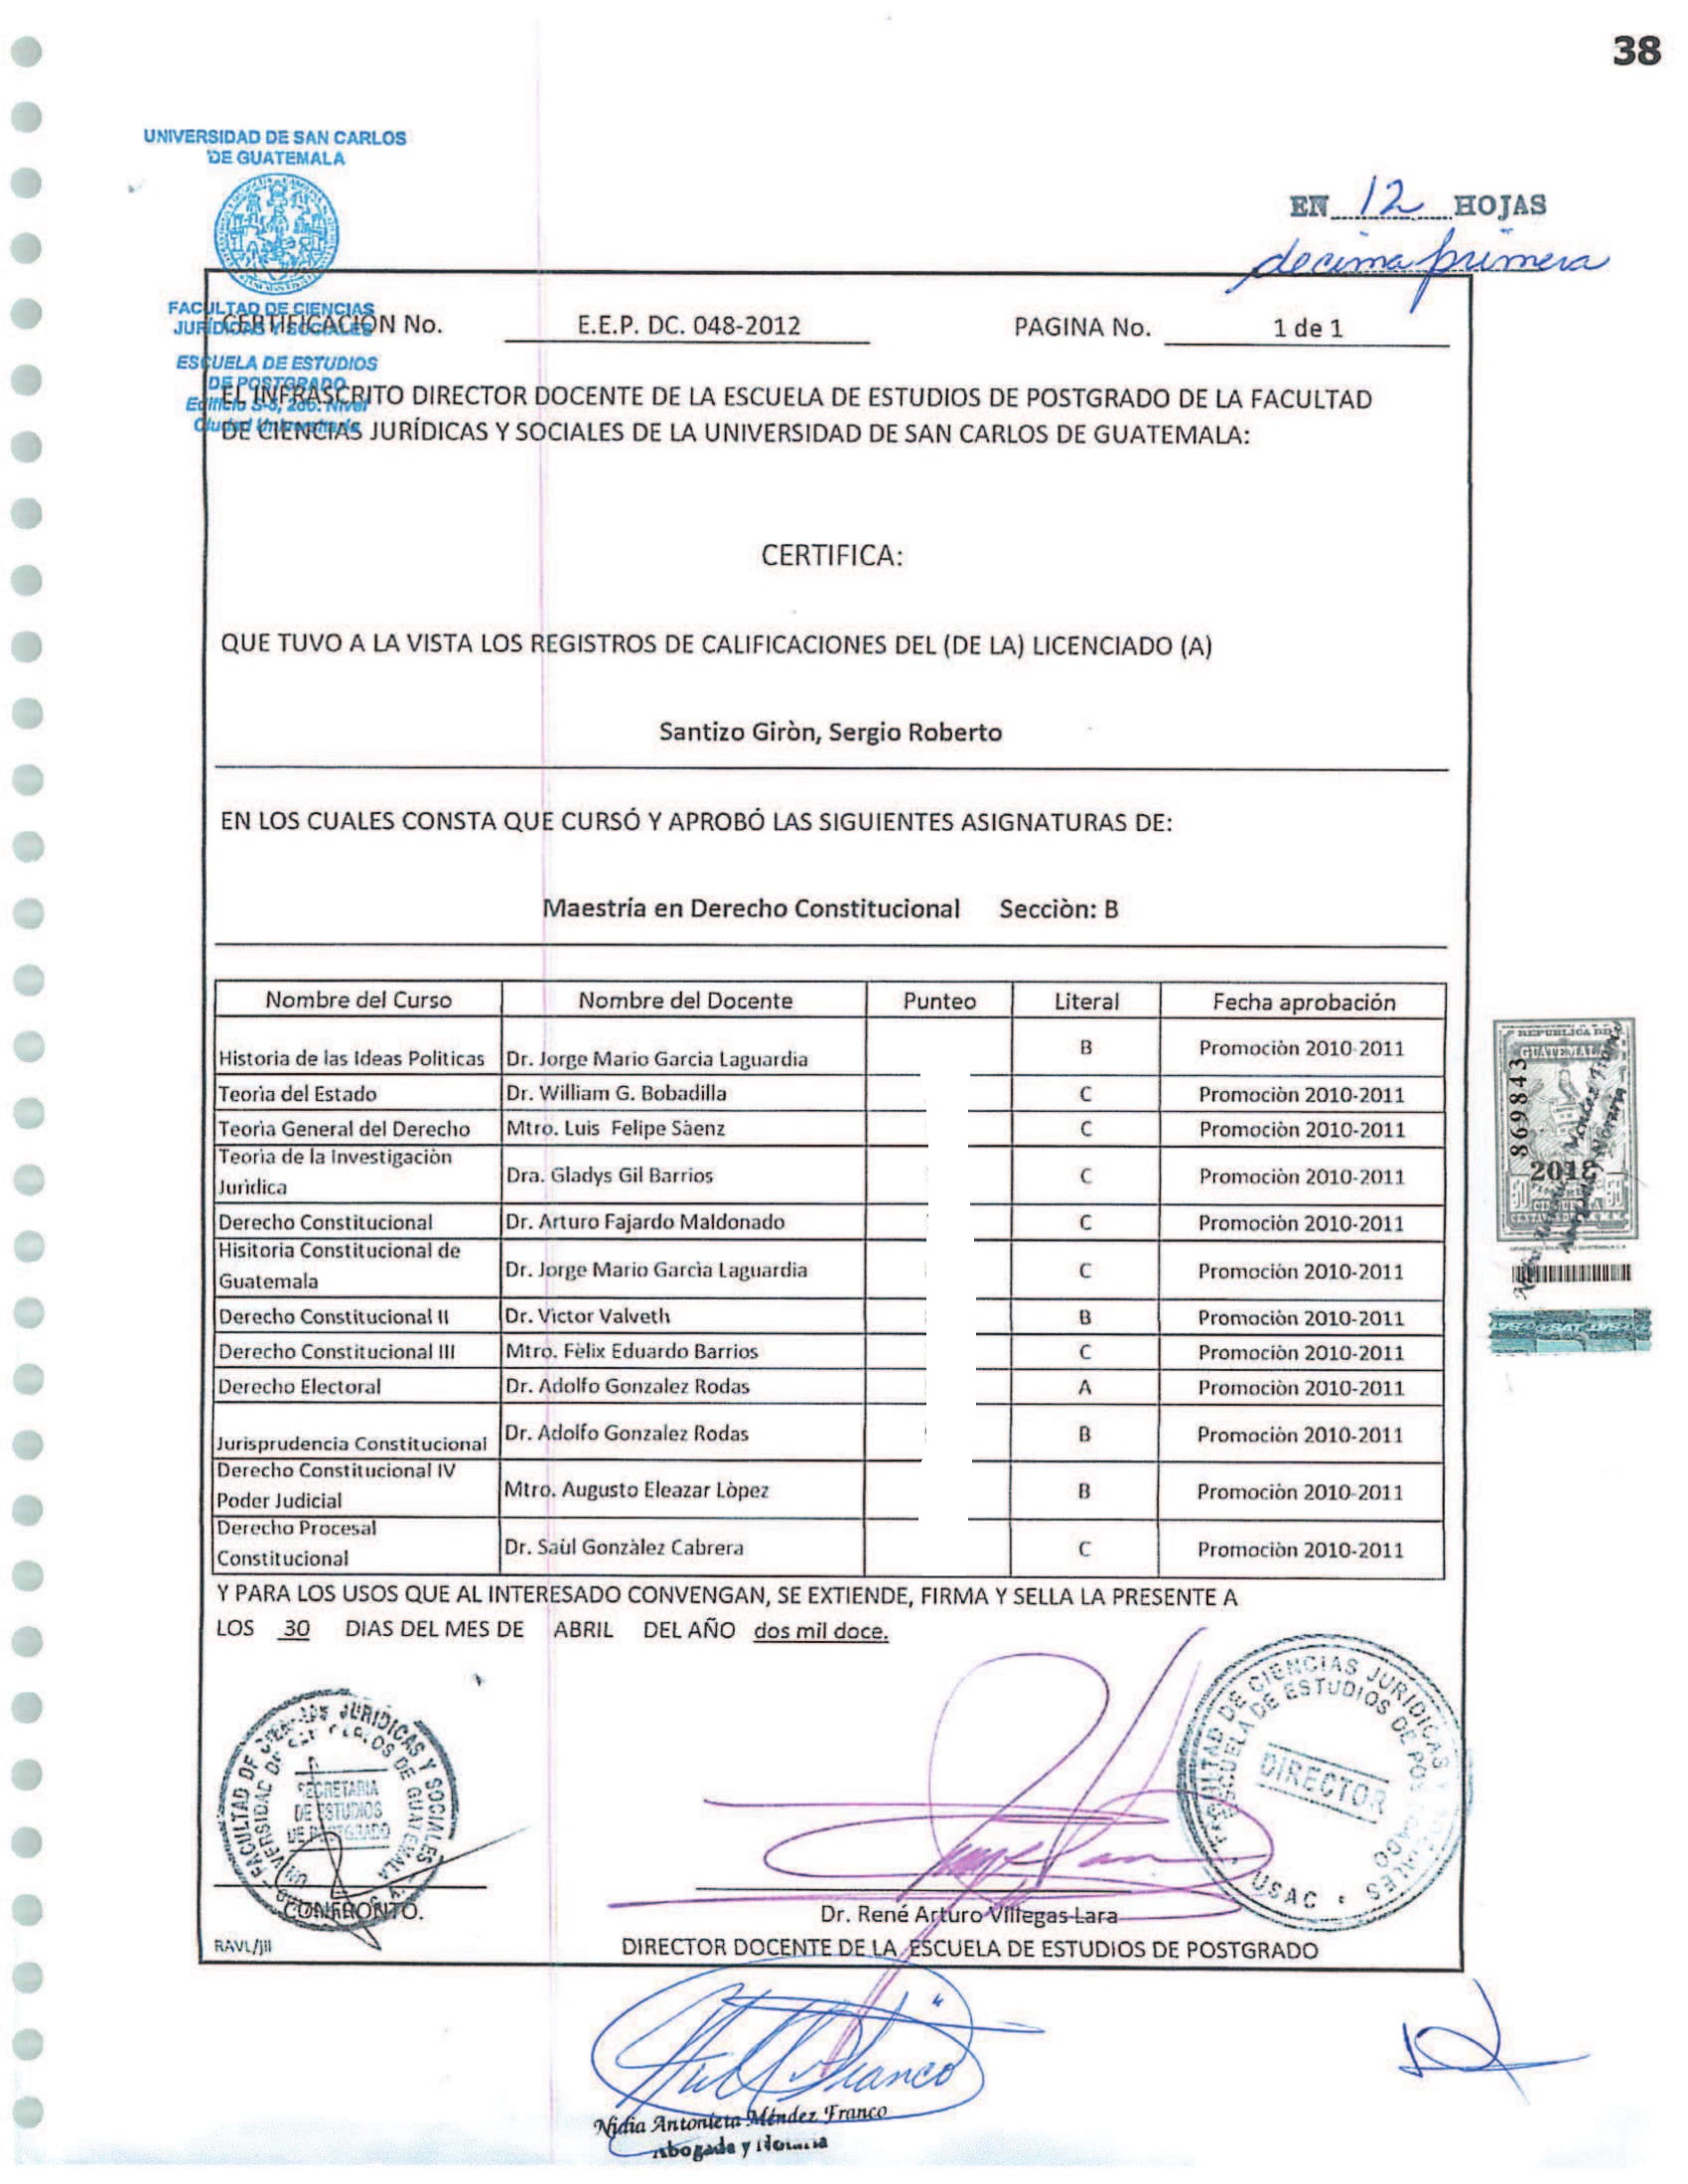 38
UNIVERSIDAD DE SAN CARLOS
DE GUATEMALA
EN 12 HOJAS
decima primera
FACULTAD DE CIENCIAS
JURÍDICAS Y SOCIALES
ESCUELA DE ESTUDIOS
DE POSTGRADO
Edificio S-5, 2do. Nivel
Ciudad Universitaria
CERTIFICACIÓN No. E.E.P. DC. 048-2012 PAGINA No. 1 de 1
EL INFRASCRITO DIRECTOR DOCENTE DE LA ESCUELA DE ESTUDIOS DE POSTGRADO DE LA FACULTAD
DE CIENCIAS JURÍDICAS Y SOCIALES DE LA UNIVERSIDAD DE SAN CARLOS DE GUATEMALA:
CERTIFICA:
QUE TUVO A LA VISTA LOS REGISTROS DE CALIFICACIONES DEL (DE LA) LICENCIADO (A)
Santizo Giròn, Sergio Roberto
EN LOS CUALES CONSTA QUE CURSÓ Y APROBÓ LAS SIGUIENTES ASIGNATURAS DE:
Maestría en Derecho Constitucional Secciòn: B
Nombre del Curso Nombre del Docente Punteo Literal Fecha aprobación
Historia de las Ideas Politicas Dr. Jorge Mario Garcia Laguardia B Promociòn 2010-2011
Teoria del Estado Dr. William G. Bobadilla C Promociòn 2010-2011
Teorìa General del Derecho Mtro. Luis Felipe Sàenz C Promociòn 2010-2011
Teoria de la Investigaciòn
Juridica Dra. Gladys Gil Barrios C Promociòn 2010-2011
Derecho Constitucional Dr. Arturo Fajardo Maldonado C Promociòn 2010-2011
Hisitoria Constitucional de
Guatemala Dr. Jorge Mario Garcìa Laguardia C Promociòn 2010-2011
Derecho Constitucional II Dr. Victor Valveth B Promociòn 2010-2011
Derecho Constitucional III Mtro. Fèlix Eduardo Barrios C Promociòn 2010-2011
Derecho Electoral Dr. Adolfo Gonzalez Rodas A Promociòn 2010-2011
Jurisprudencia Constitucional Dr. Adolfo Gonzalez Rodas B Promociòn 2010-2011
Derecho Constitucional IV
Poder Judicial Mtro. Augusto Eleazar Lòpez B Promociòn 2010-2011
Derecho Procesal
Constitucional Dr. Saùl Gonzàlez Cabrera C Promociòn 2010-2011
REPUBLICA DE
GUATEMALA
869843
Y PARA LOS USOS QUE AL INTERESADO CONVENGAN, SE EXTIENDE, FIRMA Y SELLA LA PRESENTE A
LOS 30 DIAS DEL MES DE ABRIL DEL AÑO dos mil doce.
FACULTAD DE CIENCIAS JURIDICAS Y SOCIALES
UNIVERSIDAD DE SAN CARLOS DE GUATEMALA
SECRETARIA
DE ESTUDIOS
DE POSTGRADO
FACULTAD DE CIENCIAS JURIDICAS Y SOCIALES
ESCUELA DE ESTUDIOS DE POSTGRADO
DIRECTOR
USAC
CONFRONTO.
Dr. René Arturo Villegas Lara
RAVL/jll
DIRECTOR DOCENTE DE LA ESCUELA DE ESTUDIOS DE POSTGRADO
Nidia Antonieta Méndez Franco
Abogada y Notaria